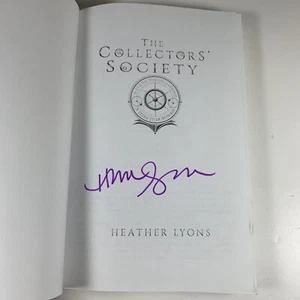 THE
COLLECTORS'
SOCIETY
HEATHER LYONS